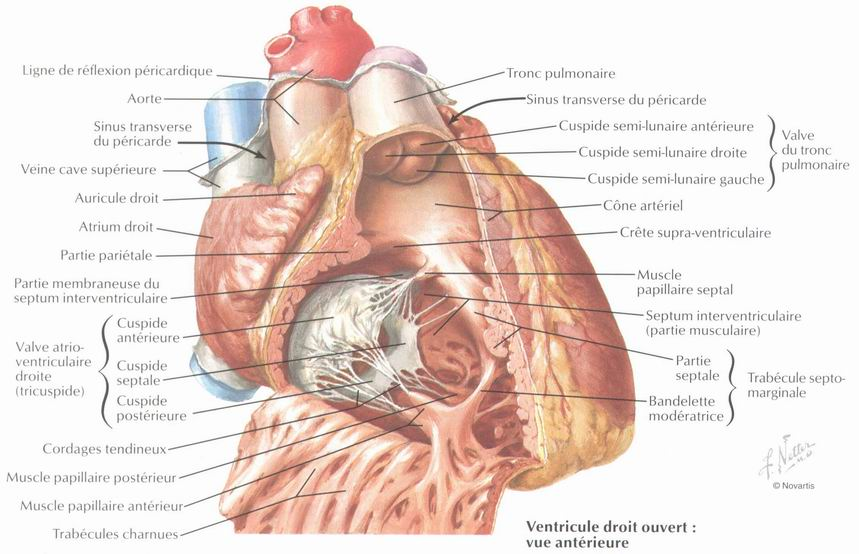 Ligne de réflexion péricardique
Aorte
Sinus transverse
du péricarde
Veine cave supérieure
Auricule droit
Atrium droit
Partie pariétale
Partie membraneuse du
septum interventriculaire
Valve atrio-
ventriculaire
droite
(tricuspide)
Cuspide
antérieure
Cuspide
septale
Cuspide
postérieure
Cordages tendineux
Muscle papillaire postérieur
Muscle papillaire antérieur
Trabécules charnues
Tronc pulmonaire
Sinus transverse du péricarde
Cuspide semi-lunaire antérieure
Cuspide semi-lunaire droite
Cuspide semi-lunaire gauche
Valve
du tronc
pulmonaire
Cône artériel
Crête supra-ventriculaire
Muscle
papillaire septal
Septum interventriculaire
(partie musculaire)
Partie
septale
Bandelette
modératrice
Trabécule septo-
marginale
F. Netter
© Novartis
Ventricule droit ouvert :
vue antérieure